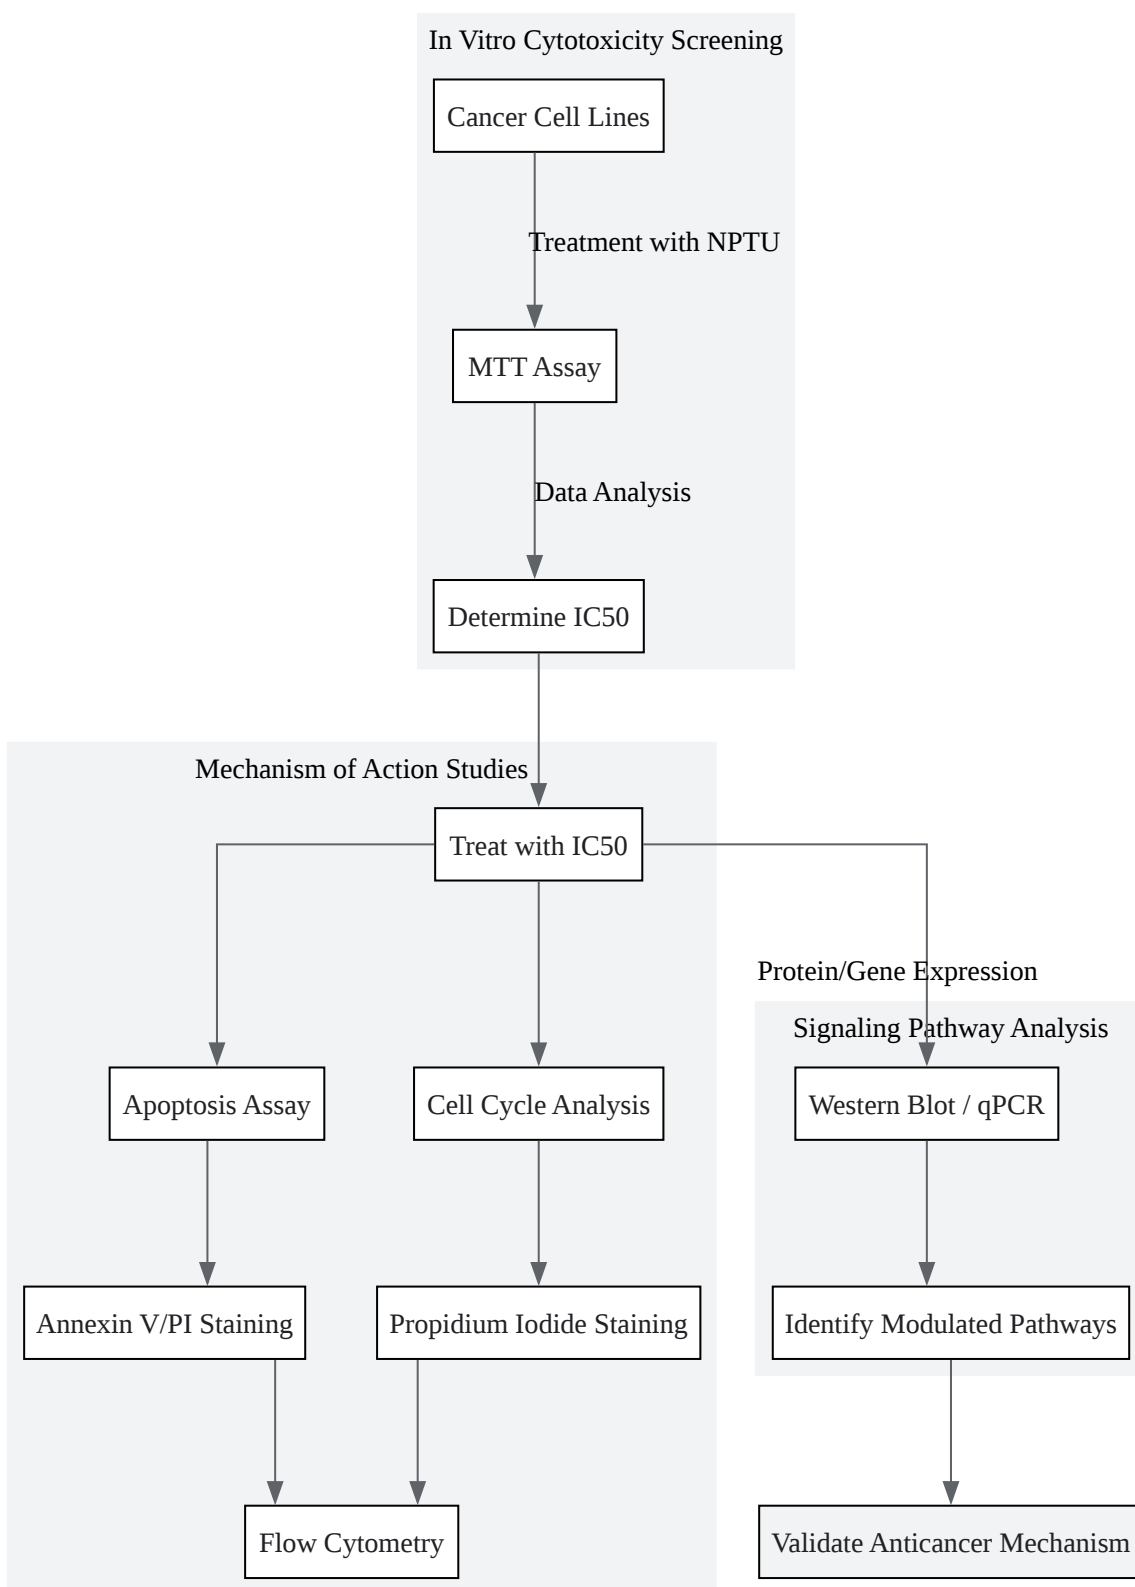 In Vitro Cytotoxicity Screening
Cancer Cell Lines
Treatment with NPTU
MTT Assay
Data Analysis
Determine IC50
Mechanism of Action Studies
Treat with IC50
Protein/Gene Expression
Signaling Pathway Analysis
Apoptosis Assay
Cell Cycle Analysis
Western Blot / qPCR
Annexin V/PI Staining
Propidium Iodide Staining
Identify Modulated Pathways
Flow Cytometry
Validate Anticancer Mechanism